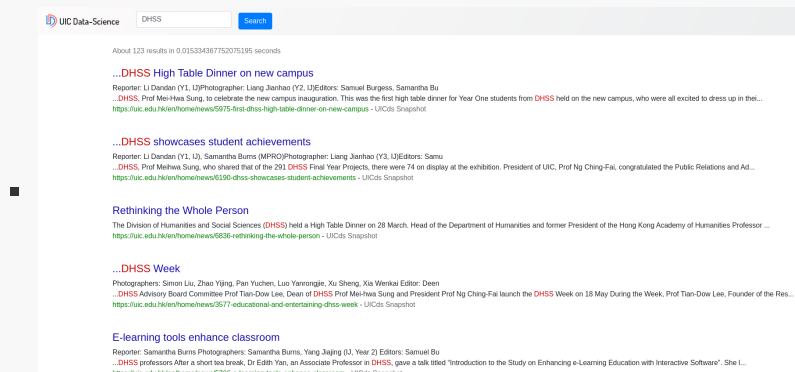 UIC Data-Science
DHSS
Search
About 123 results in 0.015334367752075195 seconds
...DHSS High Table Dinner on new campus
Reporter: Li Dandan (Y1, IJ)Photographer: Liang Jianhao (Y2, IJ)Editors: Samuel Burgess, Samantha Bu
...DHSS, Prof Mei-Hwa Sung, to celebrate the new campus inauguration. This was the first high table dinner for Year One students from DHSS held on the new campus, who were all excited to dress up in thei...
https://uic.edu.hk/en/home/news/5975-first-dhss-high-table-dinner-on-new-campus - UICds Snapshot
...DHSS showcases student achievements
Reporter: Li Dandan (Y1, IJ), Samantha Burns (MPRO)Photographer: Liang Jianhao (Y3, IJ)Editors: Samu
...DHSS, Prof Meihwa Sung, who shared that of the 291 DHSS Final Year Projects, there were 74 on display at the exhibition. President of UIC, Prof Ng Ching-Fai, congratulated the Public Relations and Ad...
https://uic.edu.hk/en/home/news/6190-dhss-showcases-student-achievements - UICds Snapshot
Rethinking the Whole Person
The Division of Humanities and Social Sciences (DHSS) held a High Table Dinner on 28 March. Head of the Department of Humanities and former President of the Hong Kong Academy of Humanities Professor ...
https://uic.edu.hk/en/home/news/6836-rethinking-the-whole-person - UICds Snapshot
...DHSS Week
Photographers: Simon Liu, Zhao Yijing, Pan Yuchen, Luo Yanrongjie, Xu Sheng, Xia Wenkai Editor: Deen
...DHSS Advisory Board Committee Prof Tian-Dow Lee, Dean of DHSS Prof Mei-hwa Sung and President Prof Ng Ching-Fai launch the DHSS Week on 18 May During the Week, Prof Tian-Dow Lee, Founder of the Res...
https://uic.edu.hk/en/home/news/3577-educational-and-entertaining-dhss-week - UICds Snapshot
E-learning tools enhance classroom
Reporter: Samantha Burns Photographers: Samantha Burns, Yang Jiajing (IJ, Year 2) Editors: Samuel Bu
...DHSS professors After a short tea break, Dr Edith Yan, an Associate Professor in DHSS, gave a talk titled "Introduction to the Study on Enhancing e-Learning Education with Interactive Software". She I...